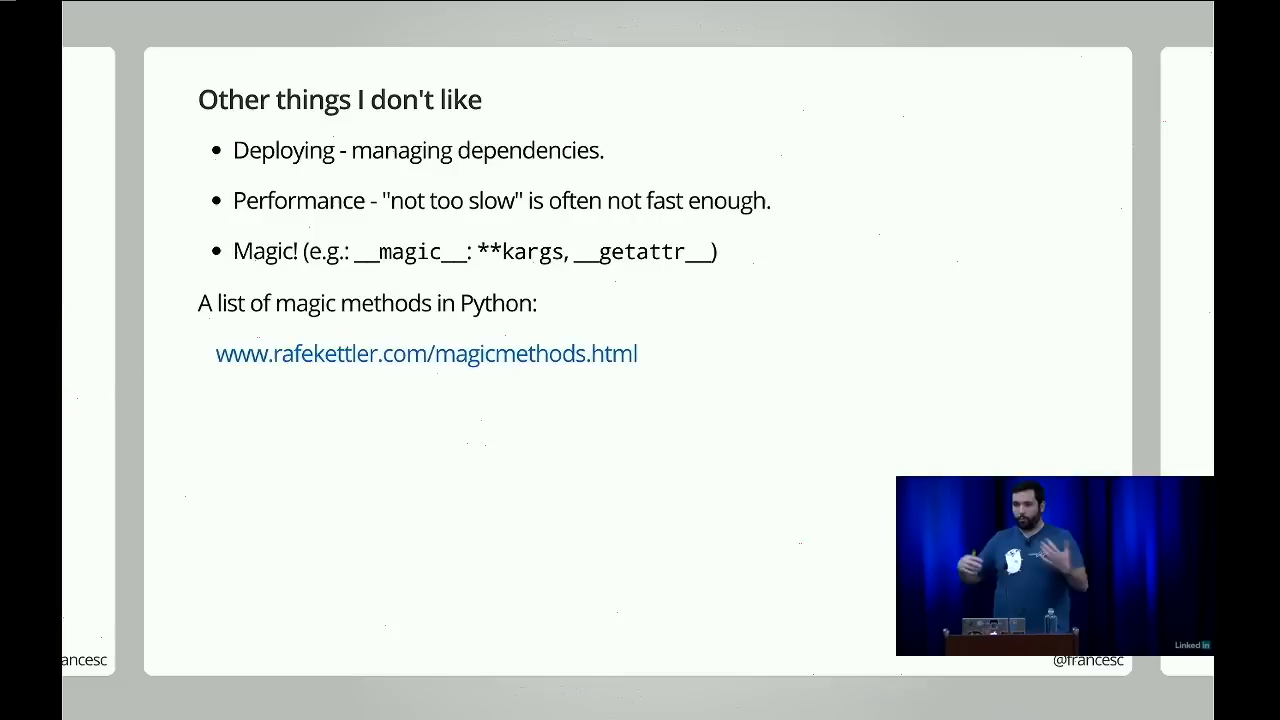 Other things I don't like
Deploying - managing dependencies.
Performance - "not too slow" is often not fast enough.
Magic! (e.g.: __magic__: **kargs, __getattr__)
A list of magic methods in Python:
www.rafekettler.com/magicmethods.html
Linked in
ancesc
@francesc